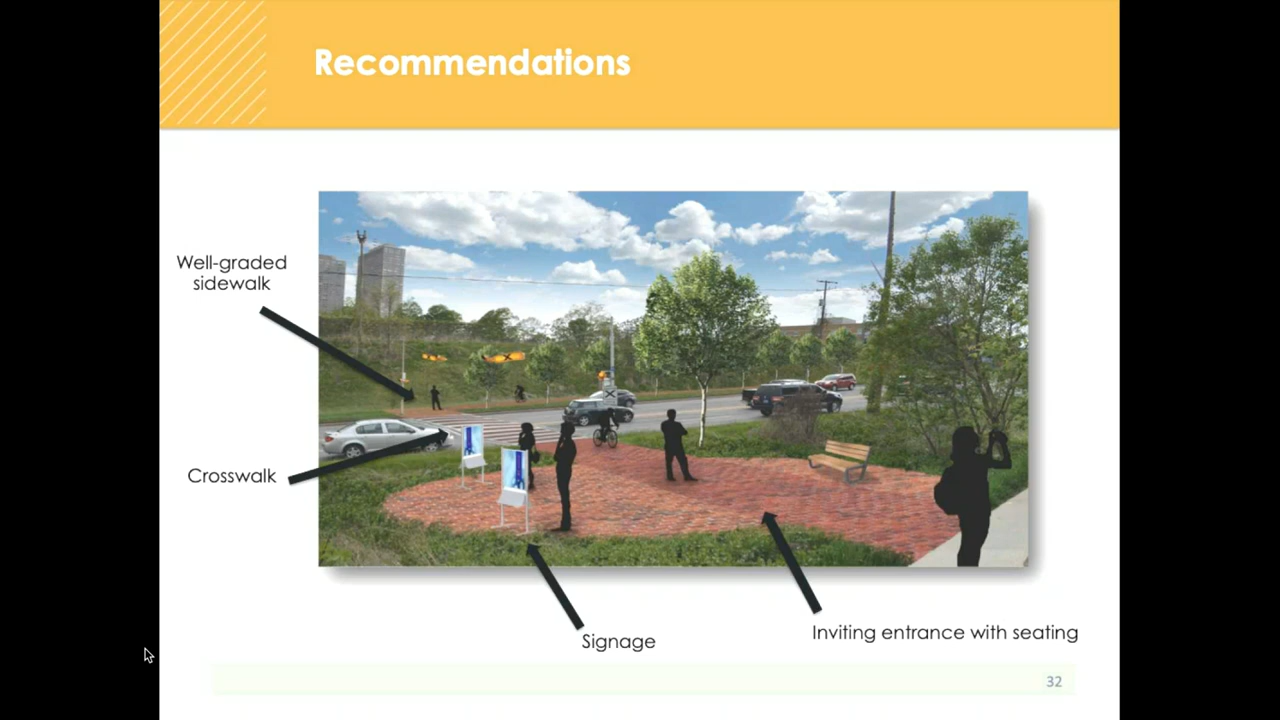 Recommendations
Well-graded
sidewalk
Crosswalk
Signage
Inviting entrance with seating
32